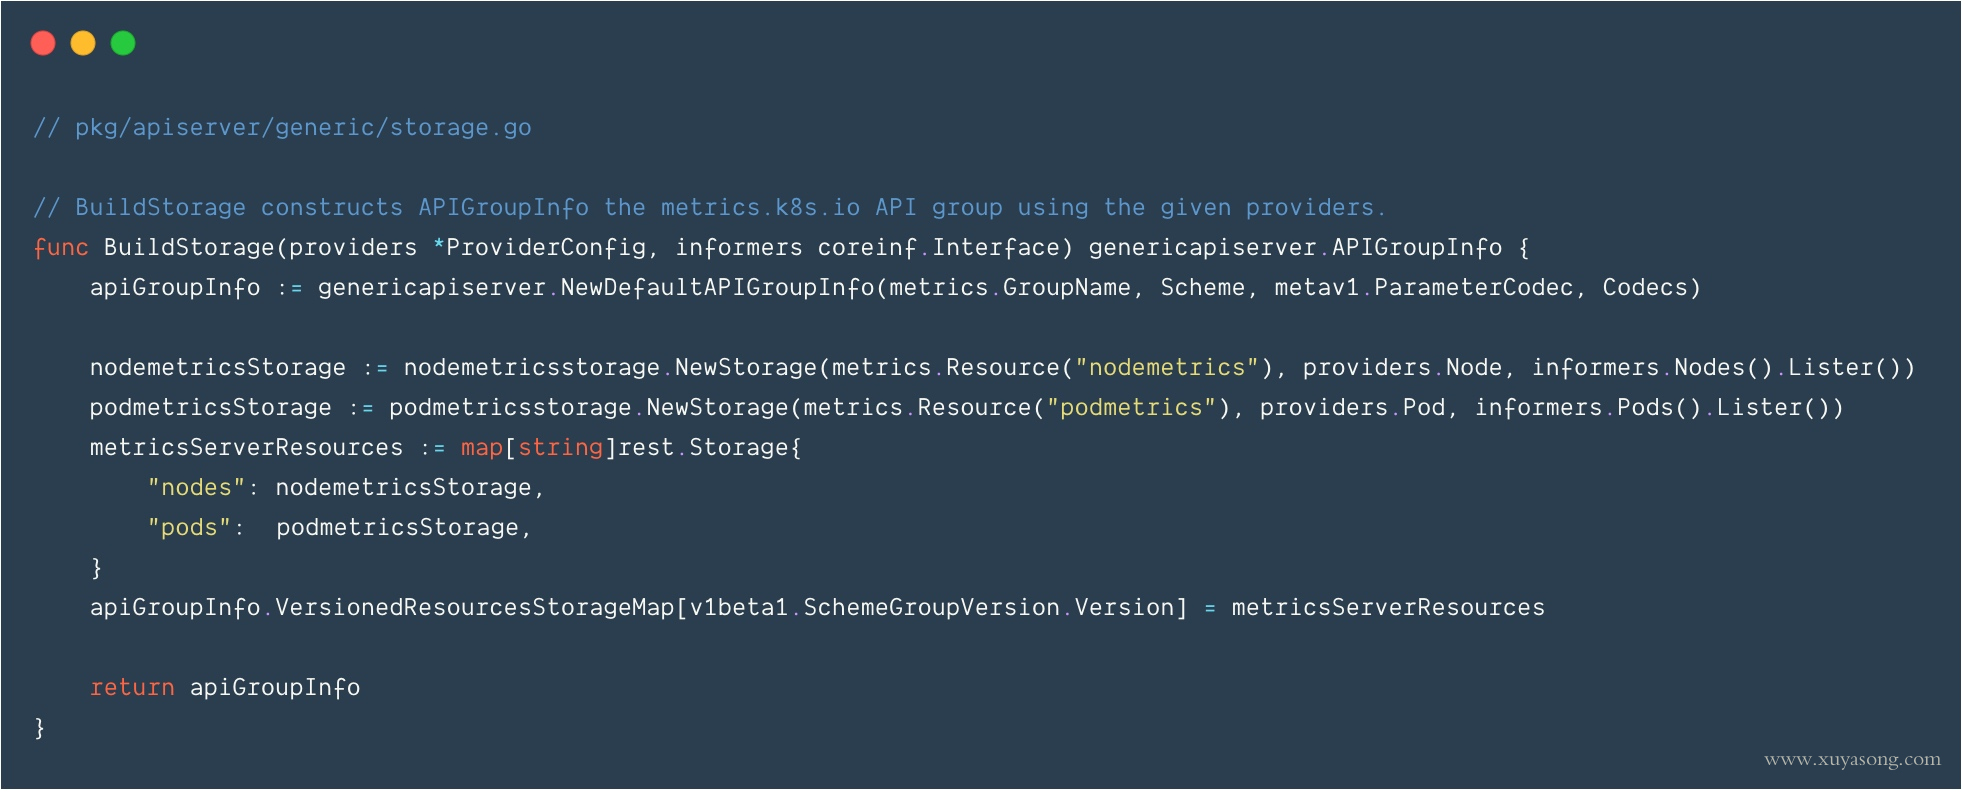 // pkg/apiserver/generic/storage.go
// BuildStorage constructs APIGroupInfo the metrics.k8s.io API group using the given providers.
func BuildStorage(providers *ProviderConfig, informers coreinf.Interface) genericapiserver.APIGroupInfo {
    apiGroupInfo := genericapiserver.NewDefaultAPIGroupInfo(metrics.GroupName, Scheme, metav1.ParameterCodec, Codecs)
    nodemetricsStorage := nodemetricsstorage.NewStorage(metrics.Resource("nodemetrics"), providers.Node, informers.Nodes().Lister())
    podmetricsStorage := podmetricsstorage.NewStorage(metrics.Resource("podmetrics"), providers.Pod, informers.Pods().Lister())
    metricsServerResources := map[string]rest.Storage{
        "nodes": nodemetricsStorage,
        "pods":  podmetricsStorage,
    }
    apiGroupInfo.VersionedResourcesStorageMap[v1beta1.SchemeGroupVersion.Version] = metricsServerResources
    return apiGroupInfo
}
www.xuyasong.com